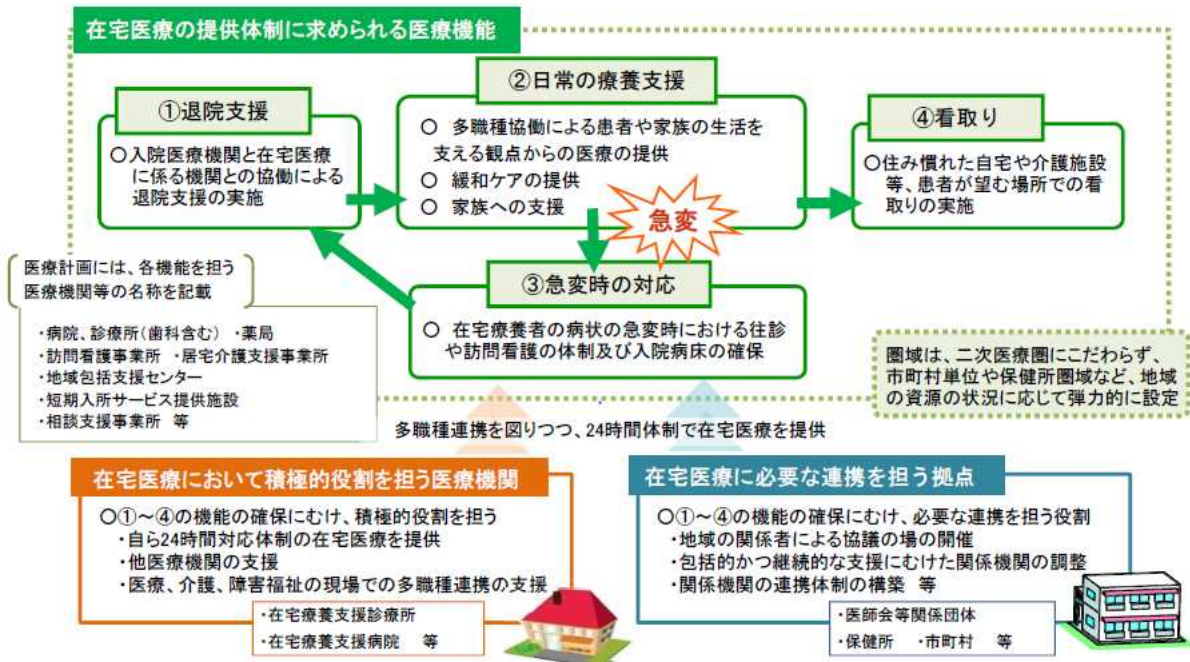 在宅医療の提供体制に求められる医療機能
①退院支援
○入院医療機関と在宅医療
に係る機関との協働による
退院支援の実施
②日常の療養支援
○ 多職種協働による患者や家族の生活を
支える観点からの医療の提供
○ 緩和ケアの提供
○ 家族への支援
急変
④看取り
○住み慣れた自宅や介護施設
等、患者が望む場所での看
取りの実施
③急変時の対応
○ 在宅療養者の病状の急変時における往診
や訪問看護の体制及び入院病床の確保
医療計画には、各機能を担う
医療機関等の名称を記載
・病院、診療所(歯科含む) ・薬局
・訪問看護事業所 ・居宅介護支援事業所
・地域包括支援センター
・短期入所サービス提供施設
・相談支援事業所 等
圏域は、二次医療圏にこだわらず、
市町村単位や保健所圏域など、地域
の資源の状況に応じて弾力的に設定
多職種連携を図りつつ、24時間体制で在宅医療を提供
在宅医療において積極的役割を担う医療機関
○①~④の機能の確保にむけ、積極的役割を担う
・自ら24時間対応体制の在宅医療を提供
・他医療機関の支援
・医療、介護、障害福祉の現場での多職種連携の支援
・在宅療養支援診療所
・在宅療養支援病院 等
在宅医療に必要な連携を担う拠点
○①~④の機能の確保にむけ、必要な連携を担う役割
・地域の関係者による協議の場の開催
・包括的かつ継続的な支援にむけた関係機関の調整
・関係機関の連携体制の構築 等
・医師会等関係団体
・保健所 ・市町村 等